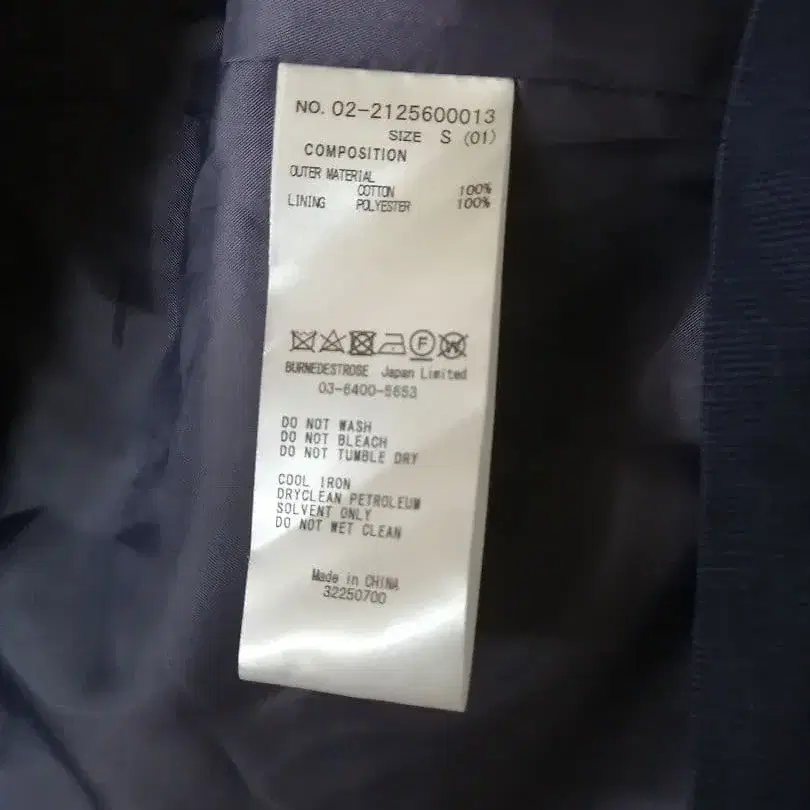 NO. 02-2125600013
SIZE S (01)
COMPOSITION
OUTER MATERIAL
COTTON 100%
LINING POLYESTER 100%
F W
BURNEDESTROSE Japan Limited
03-6400-5653
DO NOT WASH
DO NOT BLEACH
DO NOT TUMBLE DRY
COOL IRON
DRYCLEAN PETROLEUM
SOLVENT ONLY
DO NOT WET CLEAN
Made in CHINA
32250700